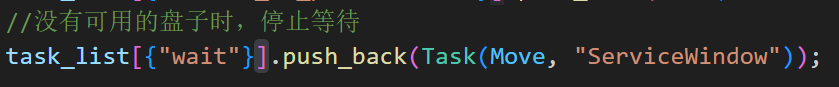 //没有可用的盘子时，停止等待
task_list[{"wait"}].push_back(Task(Move, "ServiceWindow"));